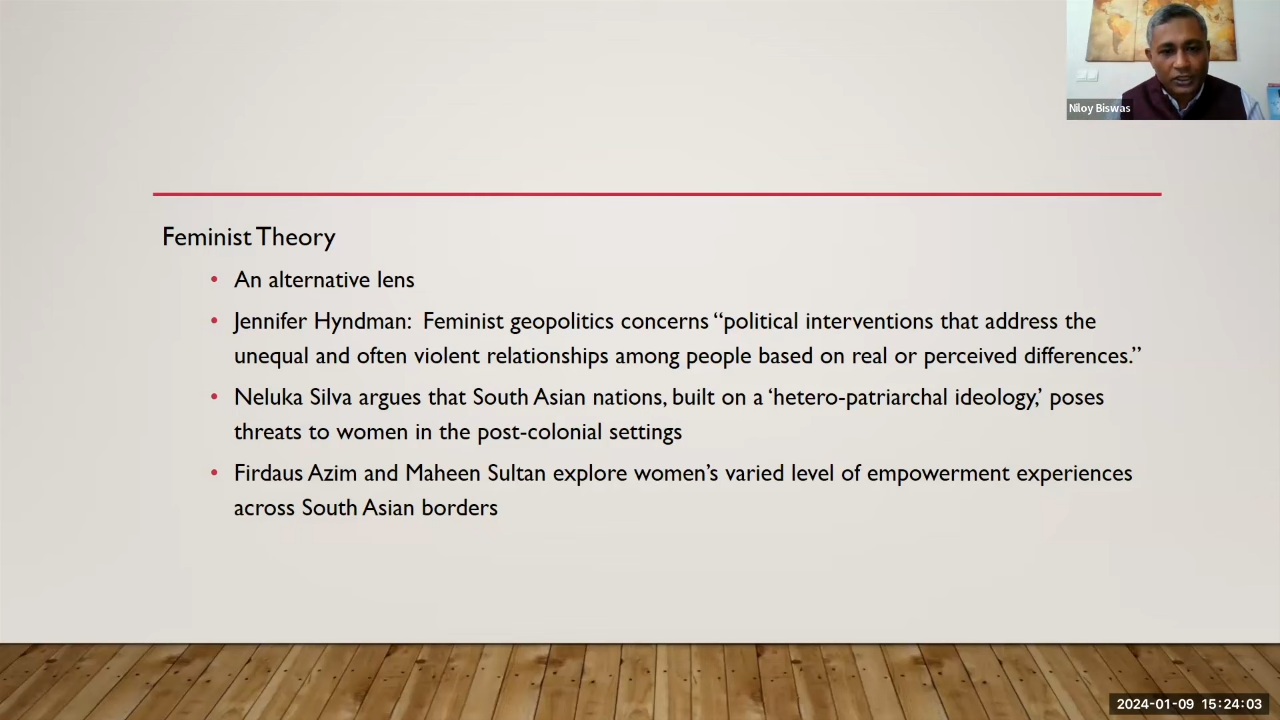 Niloy Biswas
Feminist Theory
• An alternative lens
• Jennifer Hyndman:  Feminist geopolitics concerns “political interventions that address the
unequal and often violent relationships among people based on real or perceived differences.”
• Neluka Silva argues that South Asian nations, built on a ‘hetero-patriarchal ideology,’ poses
threats to women in the post-colonial settings
• Firdaus Azim and Maheen Sultan explore women’s varied level of empowerment experiences
across South Asian borders
2024-01-09 15:24:03